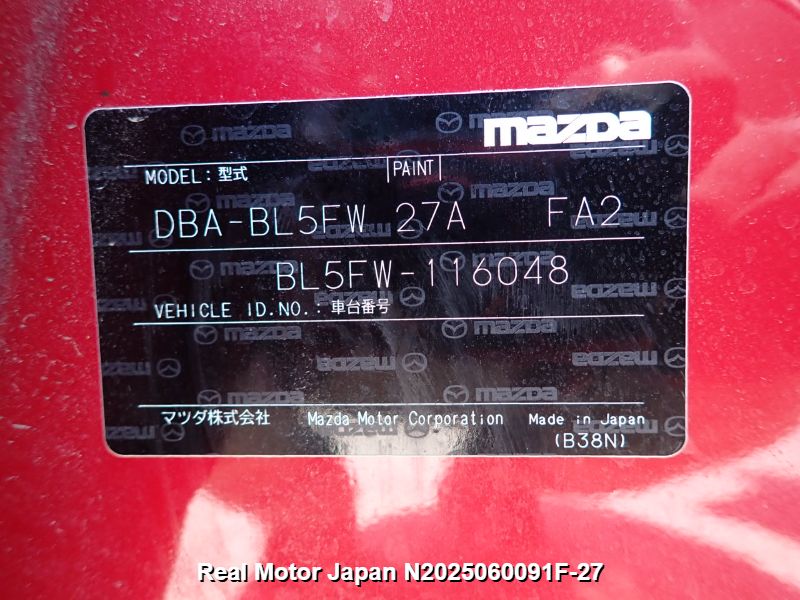 mazda
MODEL：型式 PAINT
DBA-BL5FW 27A FA2
BL5FW-116048
VEHICLE ID.NO.：車台番号
マツダ株式会社 Mazda Motor Corporation Made in Japan
(B38N)
Real Motor Japan N2025060091F-27